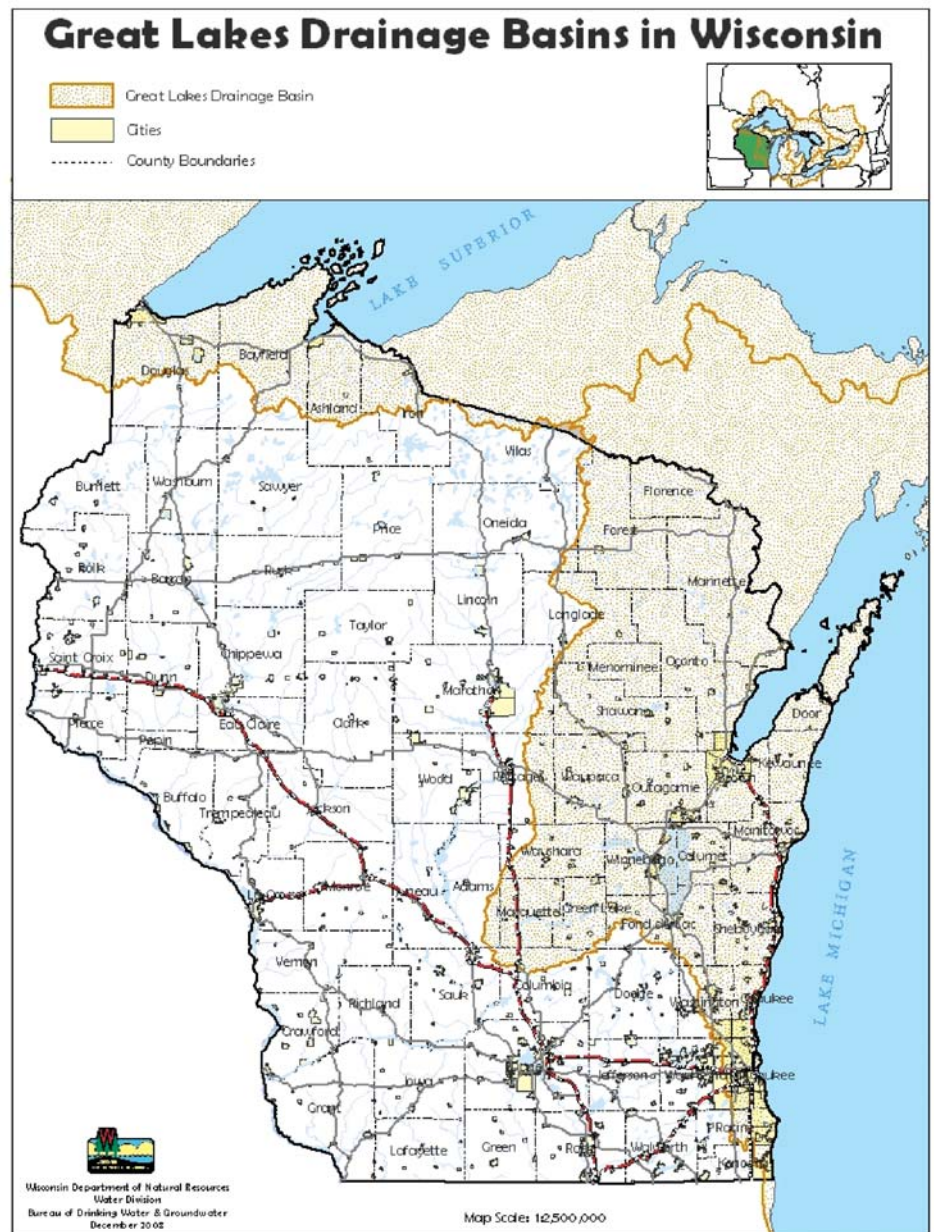 Great Lakes Drainage Basins in Wisconsin
Great Lakes Drainage Basin
Cities
County Boundaries
LAKE SUPERIOR
Bayfield
Douglas
Ashland
Iron
Vilas
Florence
Burnett
Washburn
Sawyer
Oneida
Forest
Price
Polk
Barron
Rusk
Marinette
Lincoln
Langlade
Taylor
Chippewa
Saint Croix
Menominee
Oconto
Dunn
Marathon
Shawano
Door
Pierce
Eau Claire
Clark
Pepin
Kewaunee
Wood
Portage
Waupaca
Brown
Outagamie
Buffalo
Jackson
Trempealeau
Manitowoc
Waushara
Winnebago
Calumet
Monroe
Juneau
Adams
La Crosse
Marquette
Green Lake
Fond du Lac
Sheboygan
LAKE MICHIGAN
Vernon
Columbia
Sauk
Dodge
Washington
Richland
Crawford
Jefferson
Iowa
Grant
Racine
Lafayette
Green
Rock
Walworth
W
Wisconsin Department of Natural Resources
Water Division
Bureau of Drinking Water & Groundwater
December 2002
Map Scale: 1:2,500,000